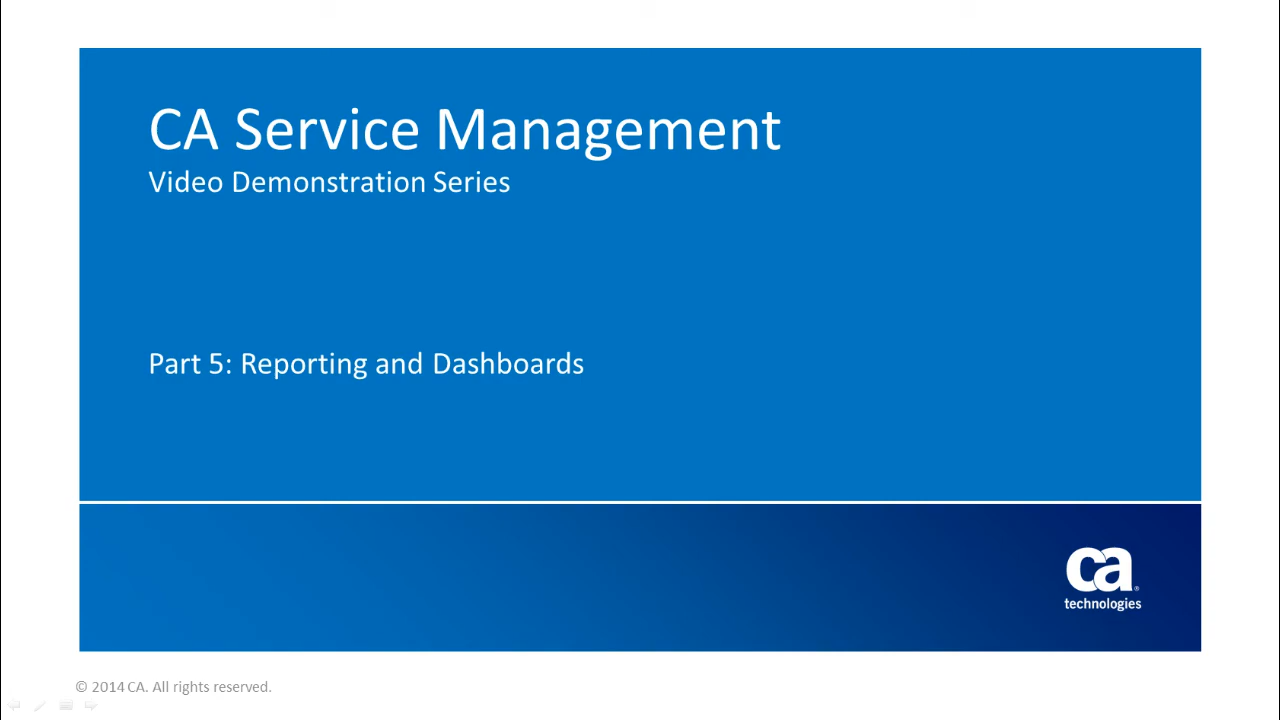 CA Service Management
Video Demonstration Series
Part 5: Reporting and Dashboards
ca®
technologies
© 2014 CA. All rights reserved.